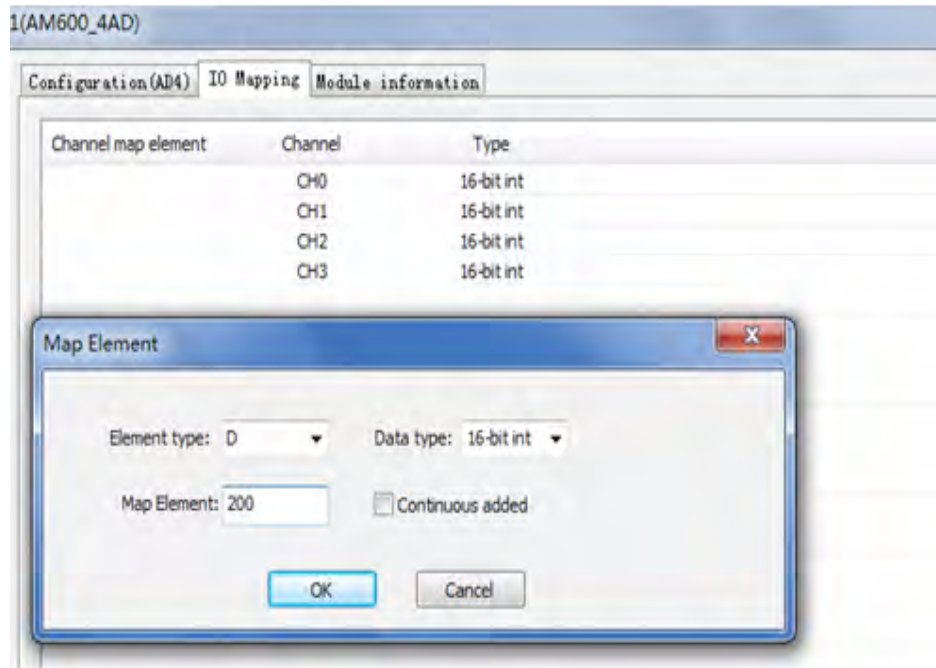 1(AM600_4AD)
Configuration(AD4) IO Mapping Module information
Channel map element Channel Type
CH0 16-bit int
CH1 16-bit int
CH2 16-bit int
CH3 16-bit int
Map Element
Element type: D Data type: 16-bit int
Map Element: 200 Continuous added
OK Cancel